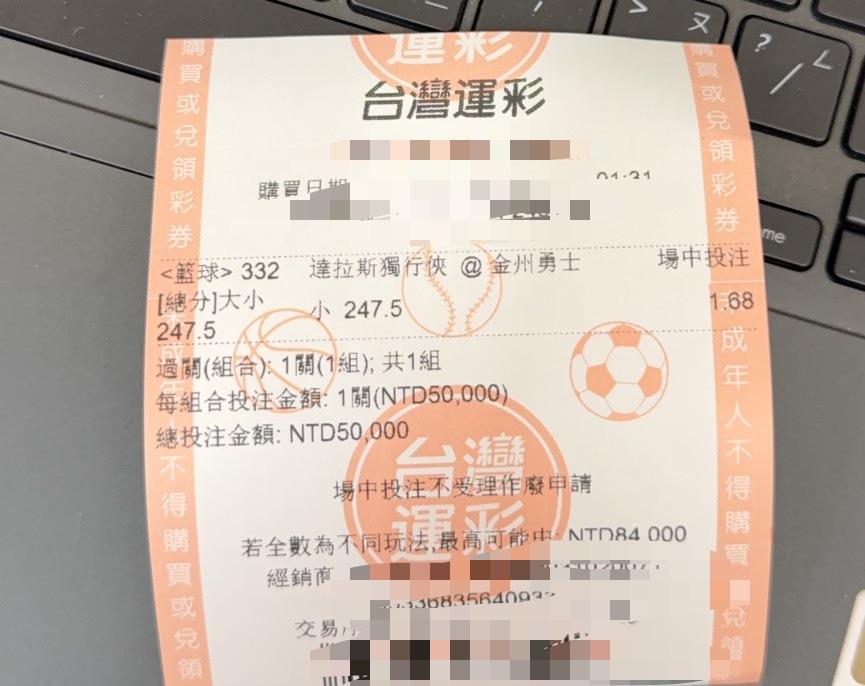 運彩
台灣運彩
購買日期
01:31
<籃球> 332 達拉斯獨行俠 @ 金州勇士 場中投注
[總分]大小 小 247.5 1.68
247.5
過關(組合): 1關(1組); 共1組
每組合投注金額: 1關(NTD50,000)
總投注金額: NTD50,000
台灣
運彩
場中投注不受理作廢申請
若全數為不同玩法,最高可能中: NTD84,000
經銷商
336835640932
交易
購買或兌領彩券
成年人不得購買或兌領
購買或兌領彩券
未成年人不得購買或兌領
?
/
ㄥ
ㄡ
me